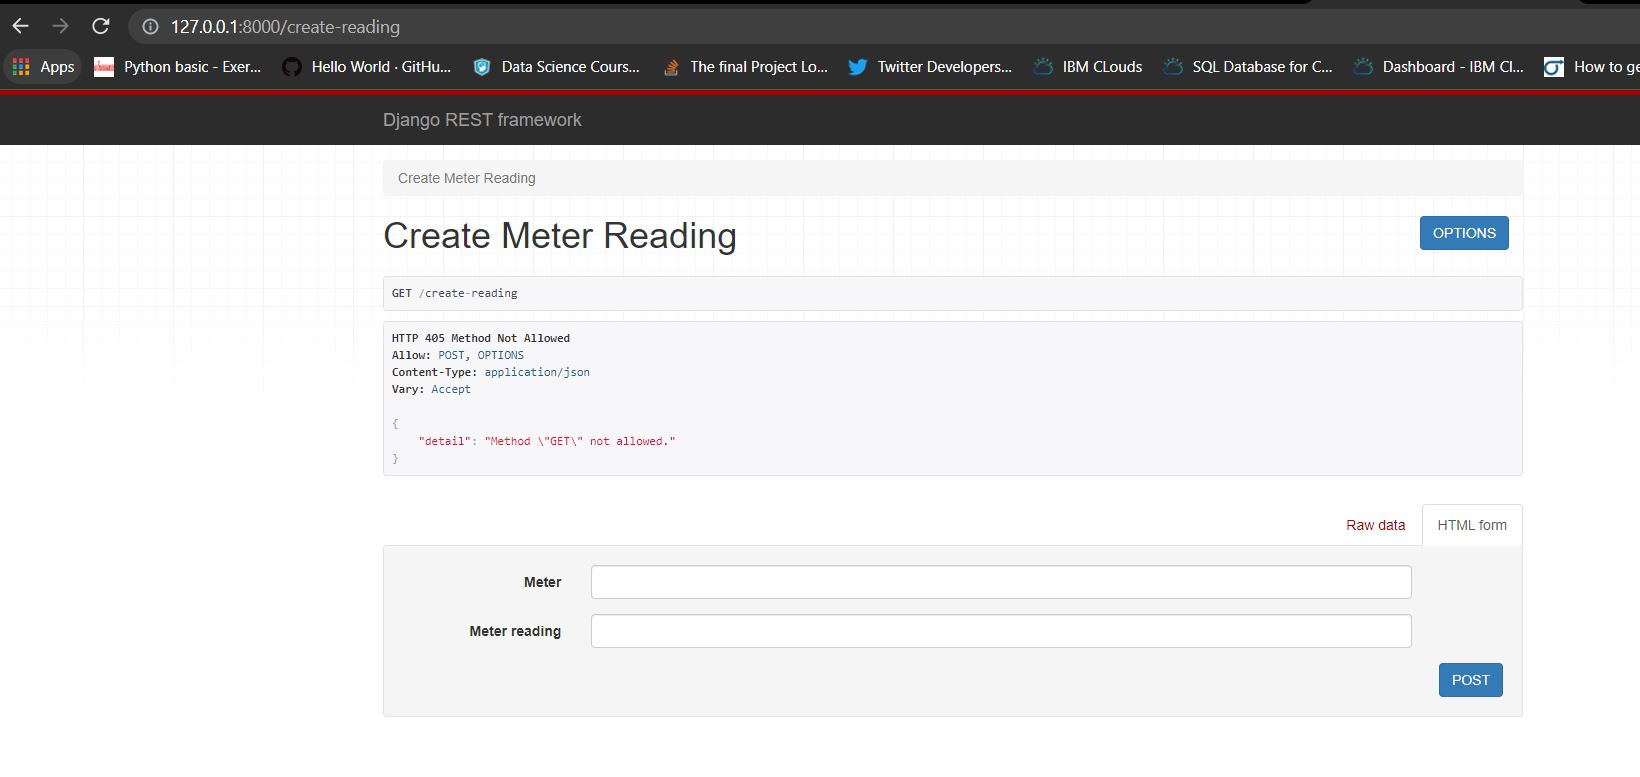 127.0.0.1:8000/create-reading
Apps Python basic - Exer... Hello World · GitHu... Data Science Cours... The final Project Lo... Twitter Developers... IBM CLouds SQL Database for C... Dashboard - IBM Cl... How to ge
Django REST framework
Create Meter Reading
Create Meter Reading
OPTIONS
GET /create-reading
HTTP 405 Method Not Allowed
Allow: POST, OPTIONS
Content-Type: application/json
Vary: Accept
{
"detail": "Method \"GET\" not allowed."
}
Raw data HTML form
Meter
Meter reading
POST